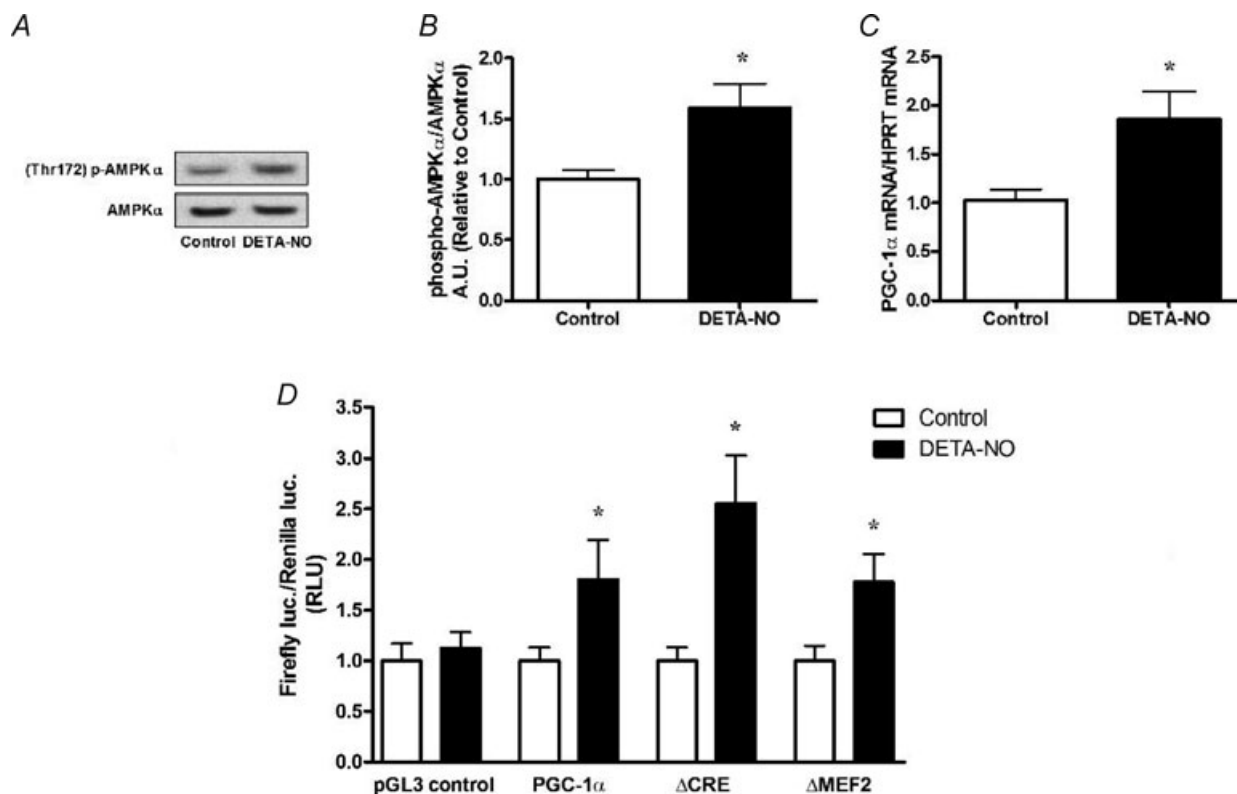 A
(Thr172) p-AMPKα
AMPKα
Control DETA-NO
B
phospho-AMPKα/AMPKα
A.U. (Relative to Control)
2.0
1.5
1.0
0.5
0.0
*
Control DETA-NO
C
PGC-1α mRNA/HPRT mRNA
2.5
2.0
1.5
1.0
0.5
0.0
*
Control DETA-NO
D
Firefly luc./Renilla luc.
(RLU)
3.5
3.0
2.5
2.0
1.5
1.0
0.5
0.0
* * *
pGL3 control PGC-1α ΔCRE ΔMEF2
Control
DETA-NO